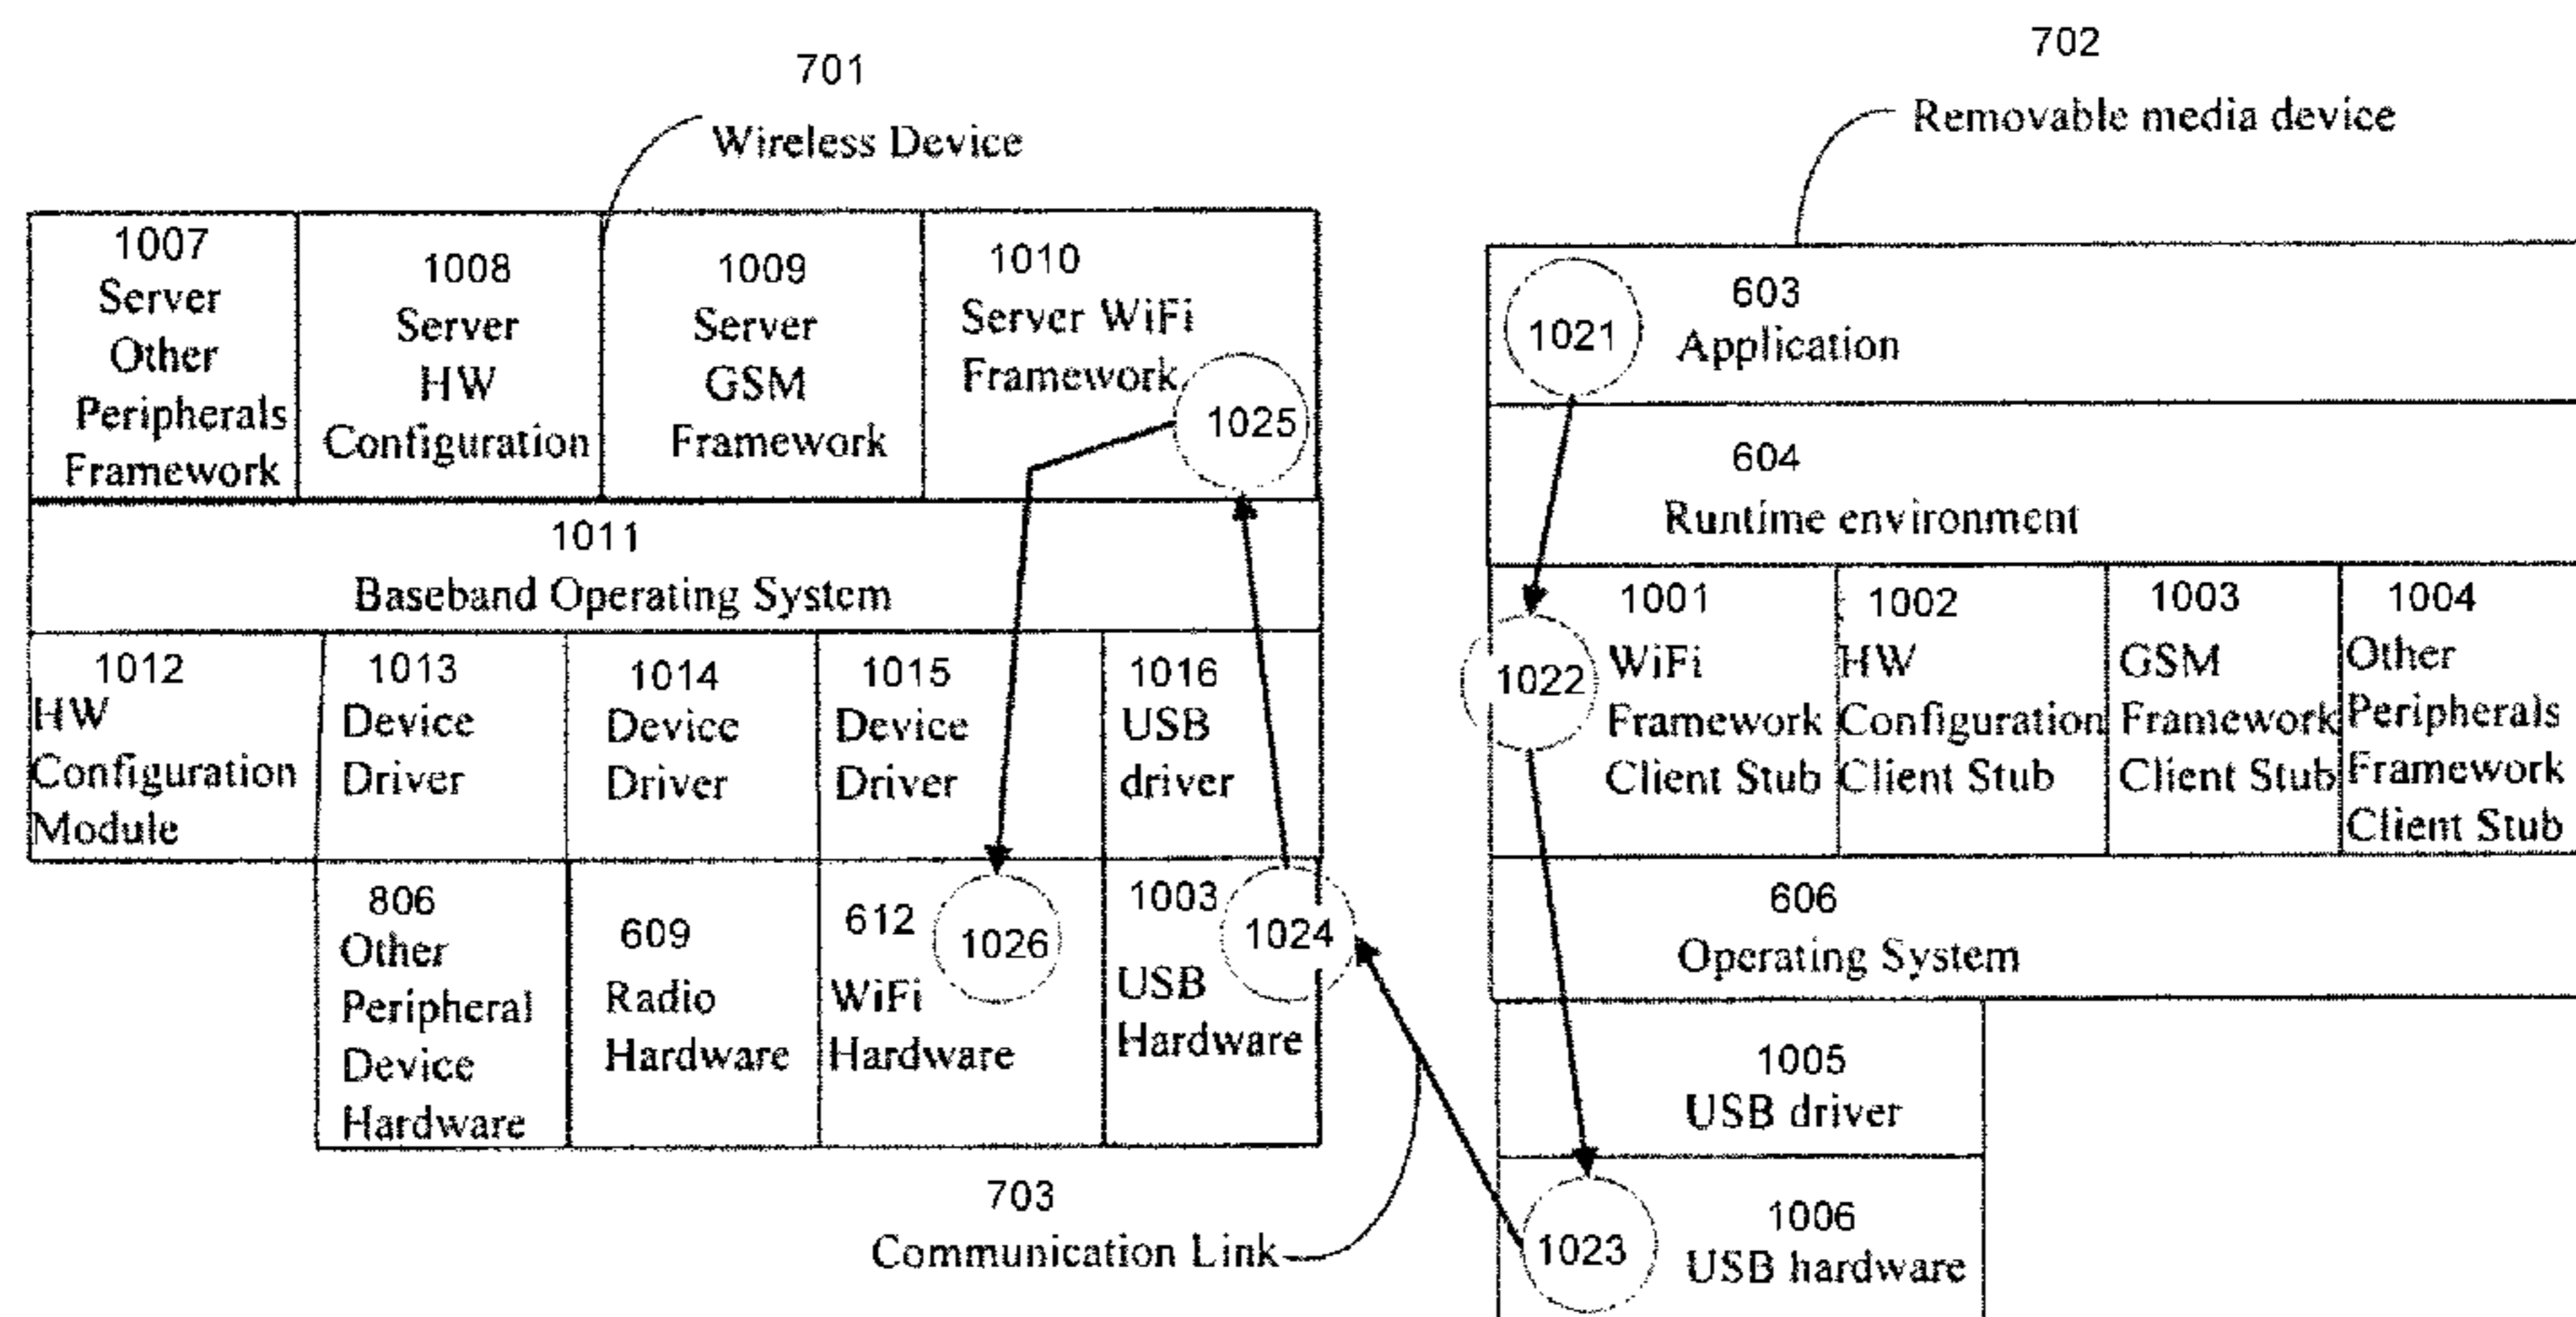 701
Wireless Device
702
Removable media device
1007
Server
Other
Peripherals
Framework
1008
Server
HW
Configuration
1009
Server
GSM
Framework
1010
Server WiFi
Framework
1025
1011
Baseband Operating System
1012
HW
Configuration
Module
1013
Device
Driver
1014
Device
Driver
1015
Device
Driver
1016
USB
driver
806
Other
Peripheral
Device
Hardware
609
Radio
Hardware
612
WiFi
Hardware
1026
1003
USB
Hardware
1024
703
Communication Link
1021
603
Application
604
Runtime environment
1022
1001
WiFi
Framework
Client Stub
1002
HW
Configuration
Client Stub
1003
GSM
Framework
Client Stub
1004
Other
Peripherals
Framework
Client Stub
606
Operating System
1005
USB driver
1023
1006
USB hardware